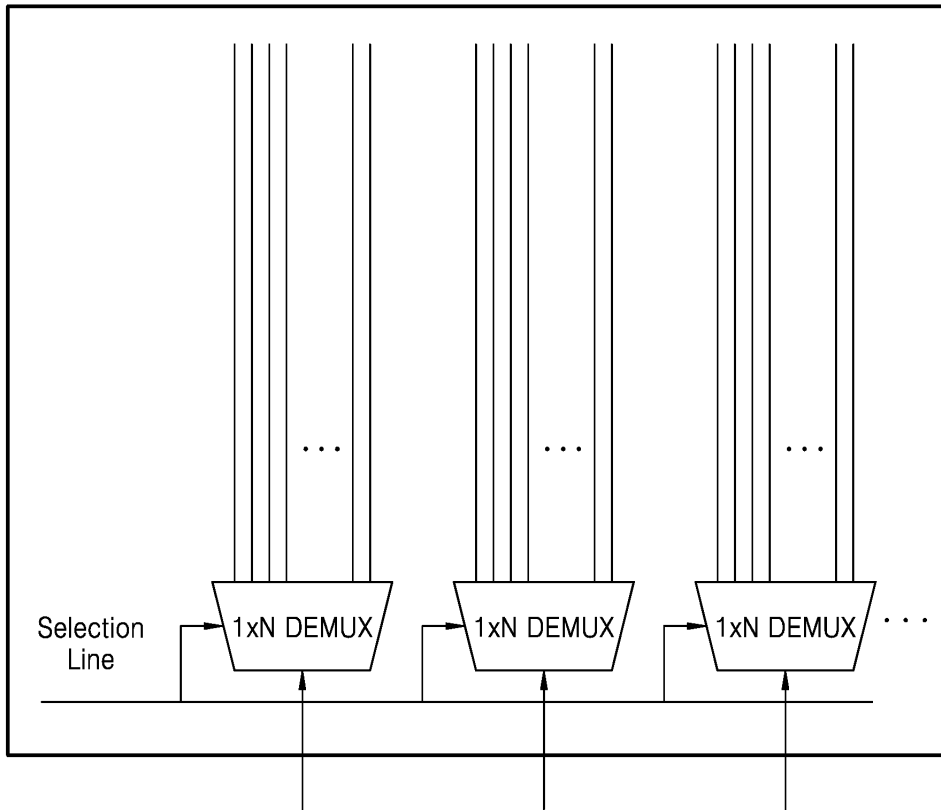 Selection
Line
1xN DEMUX
1xN DEMUX
1xN DEMUX
. . .
. . .
. . .
. . .